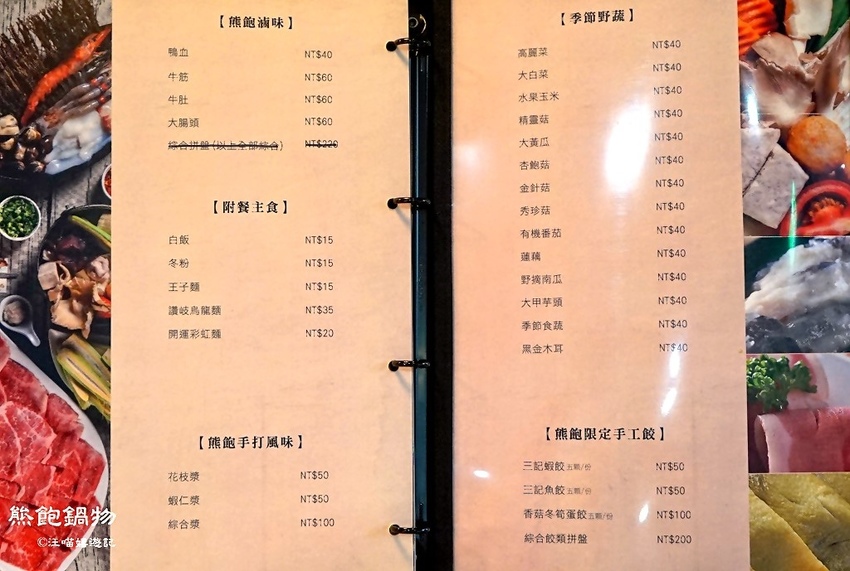 【熊飽滷味】
鴨血 NT$40
牛筋 NT$60
牛肚 NT$60
大腸頭 NT$60
綜合拼盤(以上全部綜合) NT$220
【附餐主食】
白飯 NT$15
冬粉 NT$15
王子麵 NT$15
讚岐烏龍麵 NT$35
開運彩虹麵 NT$20
【熊飽手打風味】
花枝漿 NT$50
蝦仁漿 NT$50
綜合漿 NT$100
【季節野蔬】
高麗菜 NT$40
大白菜 NT$40
水果玉米 NT$40
精靈菇 NT$40
大黃瓜 NT$40
杏鮑菇 NT$40
金針菇 NT$40
秀珍菇 NT$40
有機番茄 NT$40
蓮藕 NT$40
野摘南瓜 NT$40
大甲芋頭 NT$40
季節食蔬 NT$40
黑金木耳 NT$40
【熊飽限定手工餃】
三記蝦餃五顆/份 NT$50
三記魚餃五顆/份 NT$50
香菇冬筍蛋餃五顆/份 NT$100
綜合餃類拼盤 NT$200
熊飽鍋物
©汪喵嬉遊記